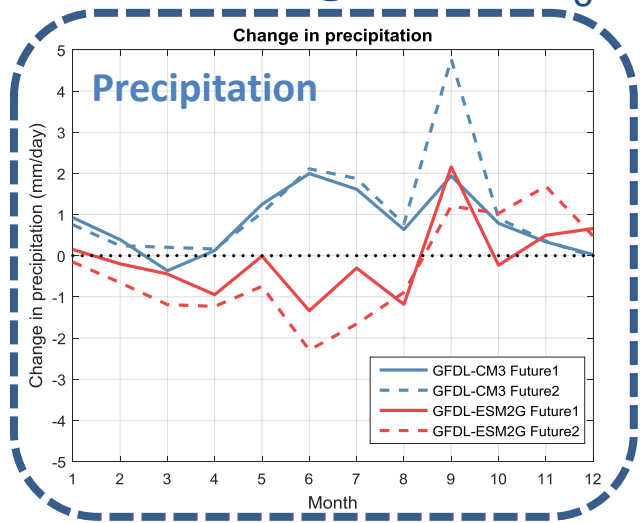 Change in precipitation
Precipitation
Change in precipitation (mm/day)
5
4
3
2
1
0
-1
-2
-3
-4
-5
GFDL-CM3 Future1
GFDL-CM3 Future2
GFDL-ESM2G Future1
GFDL-ESM2G Future2
1 2 3 4 5 6 7 8 9 10 11 12
Month